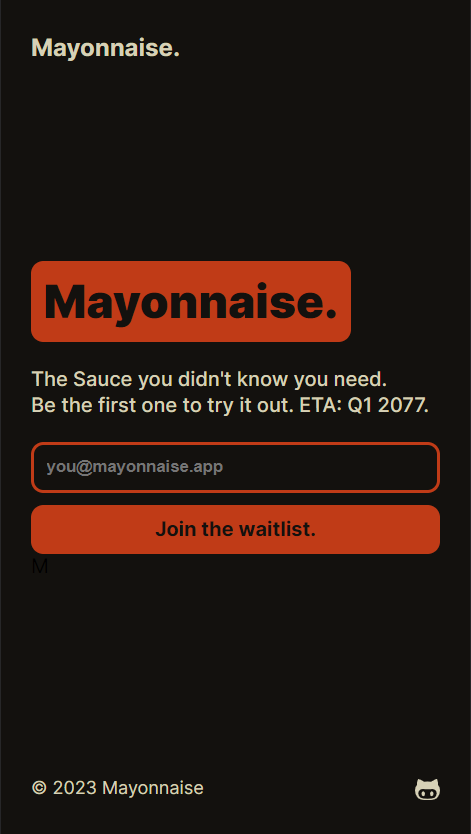 Mayonnaise.
Mayonnaise.
The Sauce you didn't know you need.
Be the first one to try it out. ETA: Q1 2077.
you@mayonnaise.app
Join the waitlist.
M
© 2023 Mayonnaise